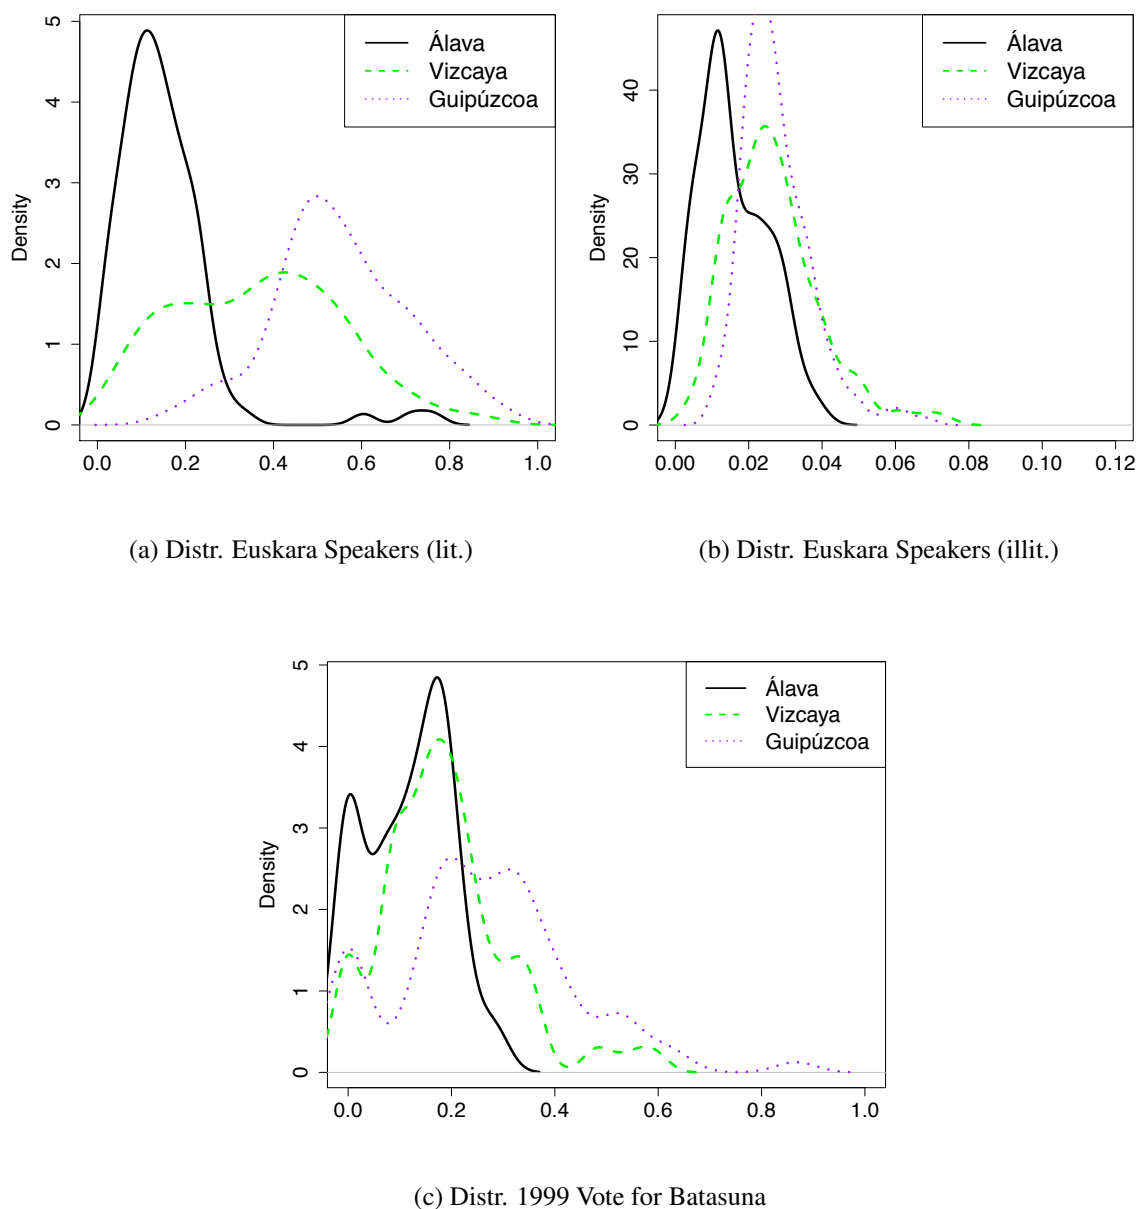 Density
0 1 2 3 4 5
Álava
Vizcaya
Guipúzcoa
0.0 0.2 0.4 0.6 0.8 1.0
(a) Distr. Euskara Speakers (lit.)
Density
0 10 20 30 40
Álava
Vizcaya
Guipúzcoa
0.00 0.02 0.04 0.06 0.08 0.10 0.12
(b) Distr. Euskara Speakers (illit.)
Density
0 1 2 3 4 5
Álava
Vizcaya
Guipúzcoa
0.0 0.2 0.4 0.6 0.8 1.0
(c) Distr. 1999 Vote for Batasuna